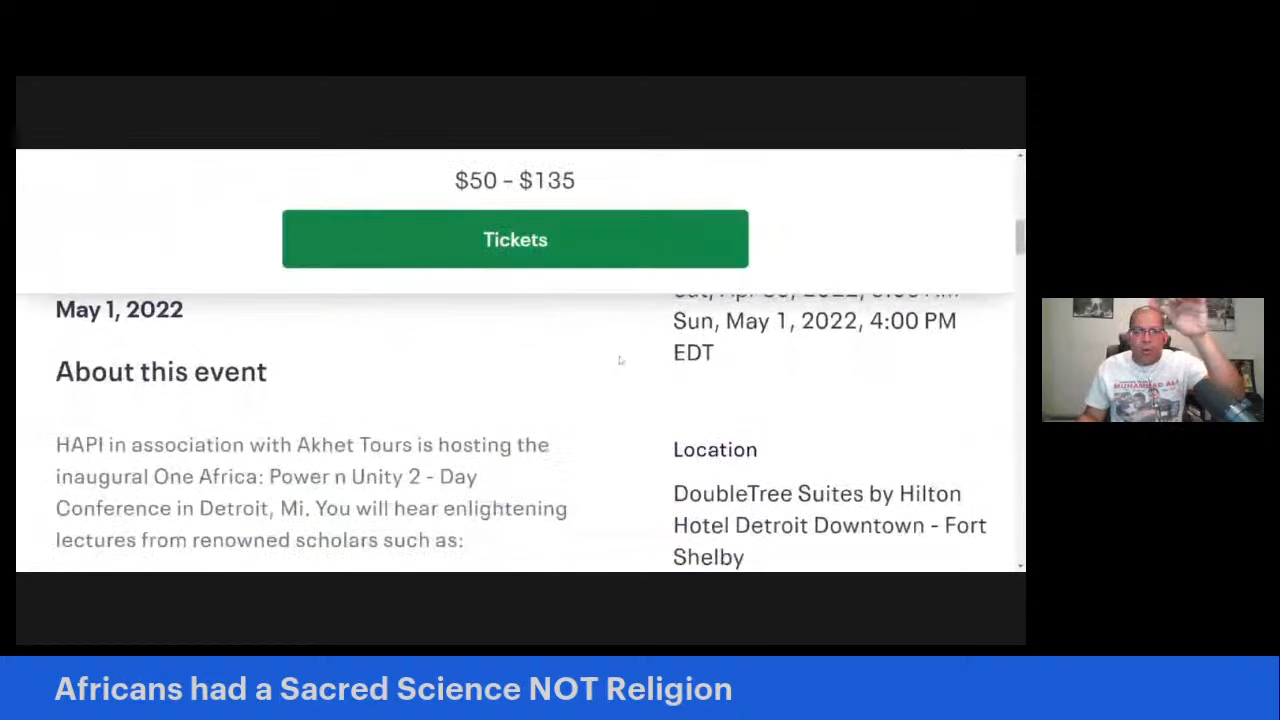 $50 – $135
Tickets
May 1, 2022
Sun, May 1, 2022, 4:00 PM
EDT
About this event
HAPI in association with Akhet Tours is hosting the
inaugural One Africa: Power n Unity 2 - Day
Conference in Detroit, Mi. You will hear enlightening
lectures from renowned scholars such as:
Location
DoubleTree Suites by Hilton
Hotel Detroit Downtown - Fort
Shelby
MUHAMMAD ALI
Africans had a Sacred Science NOT Religion